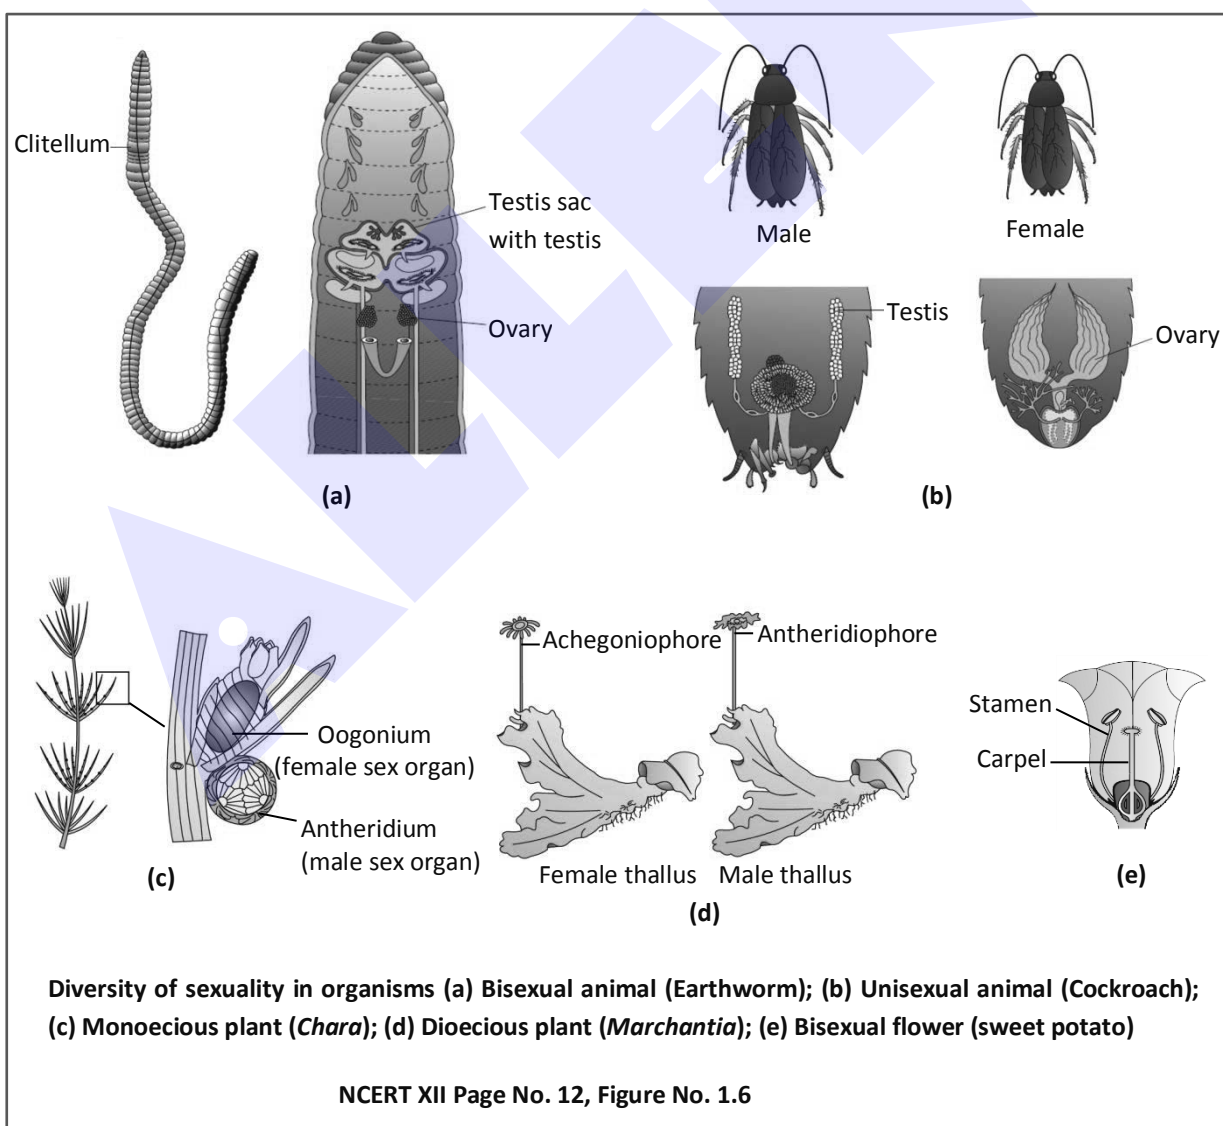 Clitellum
Testis sac
with testis
Ovary
(a)
Male
Female
Testis
Ovary
(b)
Oogonium
(female sex organ)
Antheridium
(male sex organ)
(c)
Achegoniophore
Antheridiophore
Female thallus
Male thallus
(d)
Stamen
Carpel
(e)
Diversity of sexuality in organisms (a) Bisexual animal (Earthworm); (b) Unisexual animal (Cockroach);
(c) Monoecious plant (Chara); (d) Dioecious plant (Marchantia); (e) Bisexual flower (sweet potato)
NCERT XII Page No. 12, Figure No. 1.6